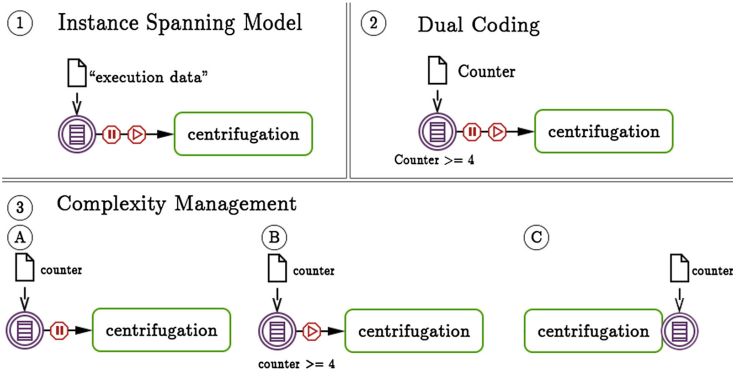 1 Instance Spanning Model
"execution data"
centrifugation
2 Dual Coding
Counter
centrifugation
Counter >= 4
3 Complexity Management
A
counter
centrifugation
B
counter
centrifugation
counter >= 4
C
counter
centrifugation